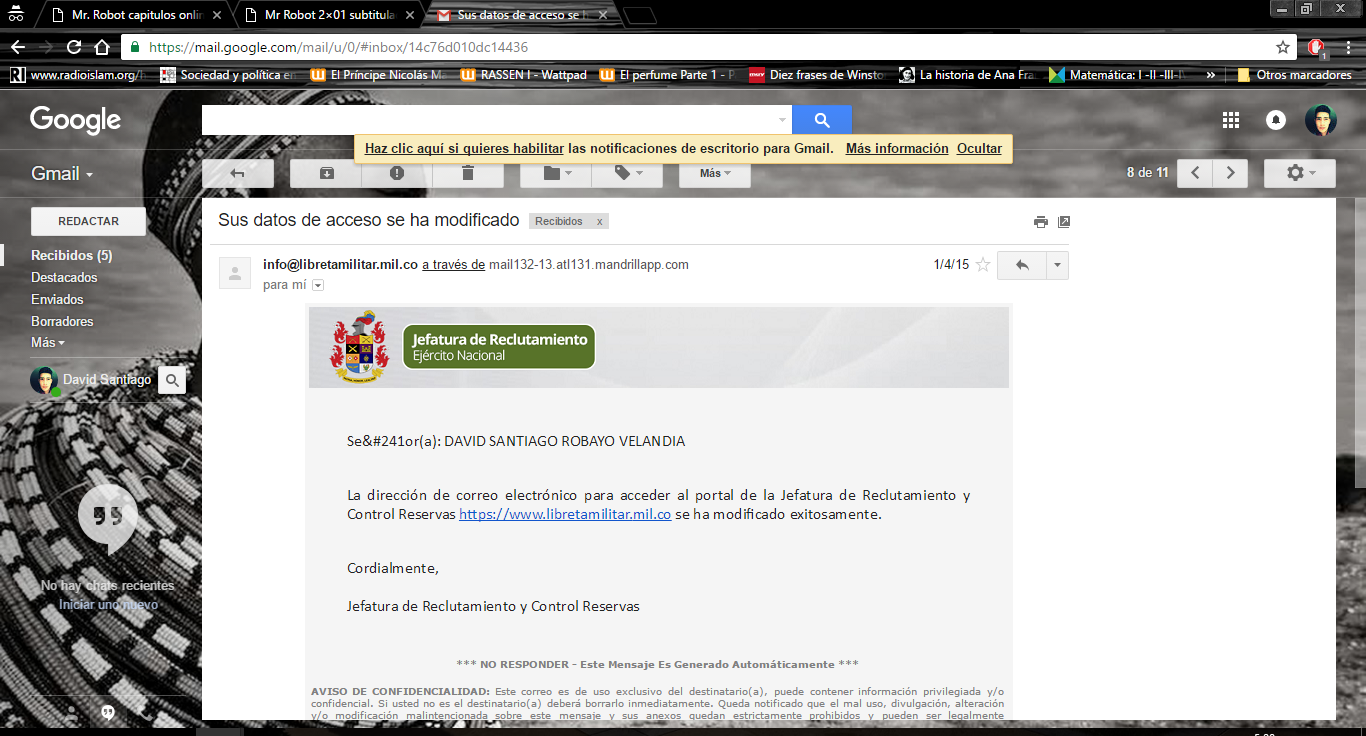 Mr. Robot capitulos onlin
Mr Robot 2×01 subtitula
Sus datos de acceso se h
https://mail.google.com/mail/u/0/#inbox/14c76d010dc14436
www.radioislam.org/h
Sociedad y política en
El Príncipe Nicolás Ma
RASSEN I - Wattpad
El perfume Parte 1 - P
Diez frases de Winsto
La historia de Ana Fra
Matemática: I -II -III-I
»
Otros marcadores
1
Google
Haz clic aquí si quieres habilitar las notificaciones de escritorio para Gmail. Más información Ocultar
Gmail
Más
8 de 11
REDACTAR
Sus datos de acceso se ha modificado
Recibidos x
Recibidos (5)
Destacados
Enviados
Borradores
Más
David Santiago
No hay chats recientes
Iniciar uno nuevo
info@libretamilitar.mil.co a través de mail132-13.atl131.mandrillapp.com
1/4/15
para mí
Jefatura de Reclutamiento
Ejército Nacional
Se&#241or(a): DAVID SANTIAGO ROBAYO VELANDIA
La dirección de correo electrónico para acceder al portal de la Jefatura de Reclutamiento y
Control Reservas https://www.libretamilitar.mil.co se ha modificado exitosamente.
Cordialmente,
Jefatura de Reclutamiento y Control Reservas
*** NO RESPONDER - Este Mensaje Es Generado Automáticamente ***
AVISO DE CONFIDENCIALIDAD: Este correo es de uso exclusivo del destinatario(a), puede contener información privilegiada y/o
confidencial. Si usted no es el destinatario(a) deberá borrarlo inmediatamente. Queda notificado que el mal uso, divulgación, alteración
y/o modificación malintencionada sobre este mensaje y sus anexos quedan estrictamente prohibidos y pueden ser legalmente